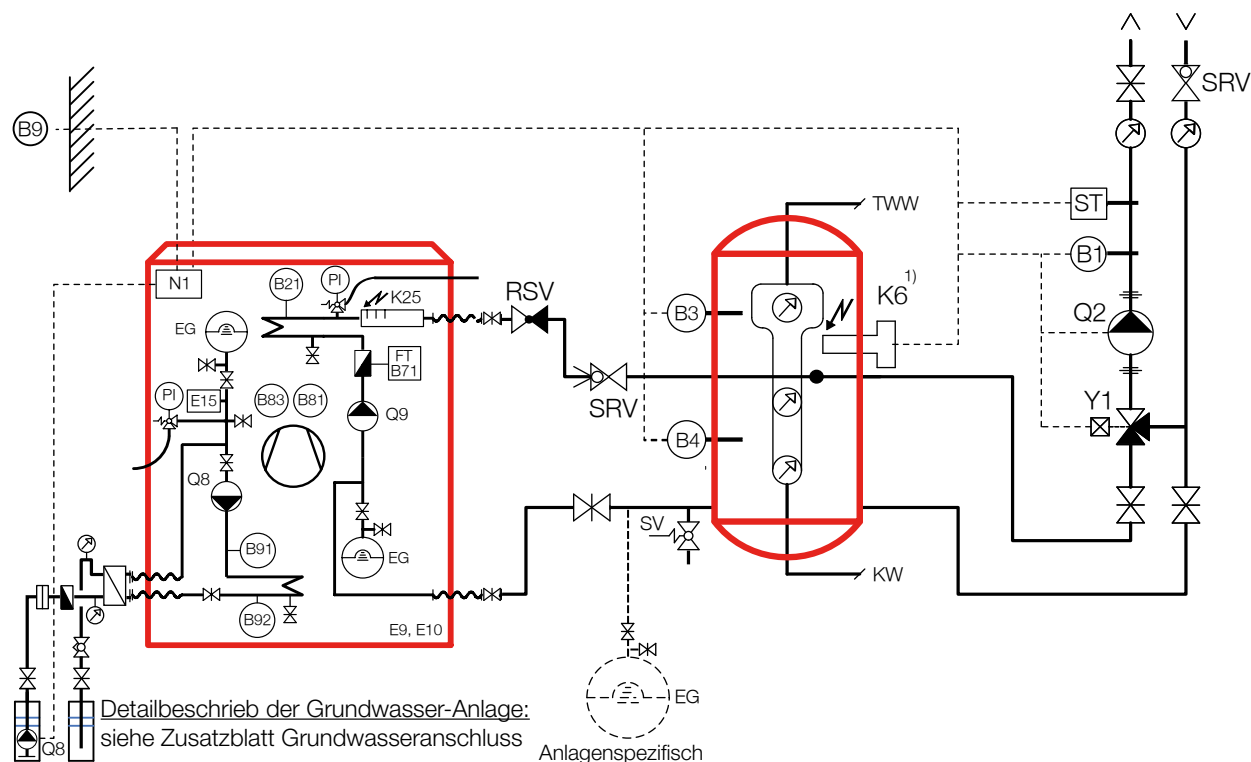 SRV
B9
TWW
ST
N1
B21
PI
K25
RSV
K6 1)
B1
B3
Q2
EG
FT
B71
PI
E15
B83
B81
Q9
SRV
Y1
B4
Q8
SV
B91
EG
KW
B92
E9, E10
EG
Detailbeschrieb der Grundwasser-Anlage:
siehe Zusatzblatt Grundwasseranschluss
Q8
Anlagenspezifisch